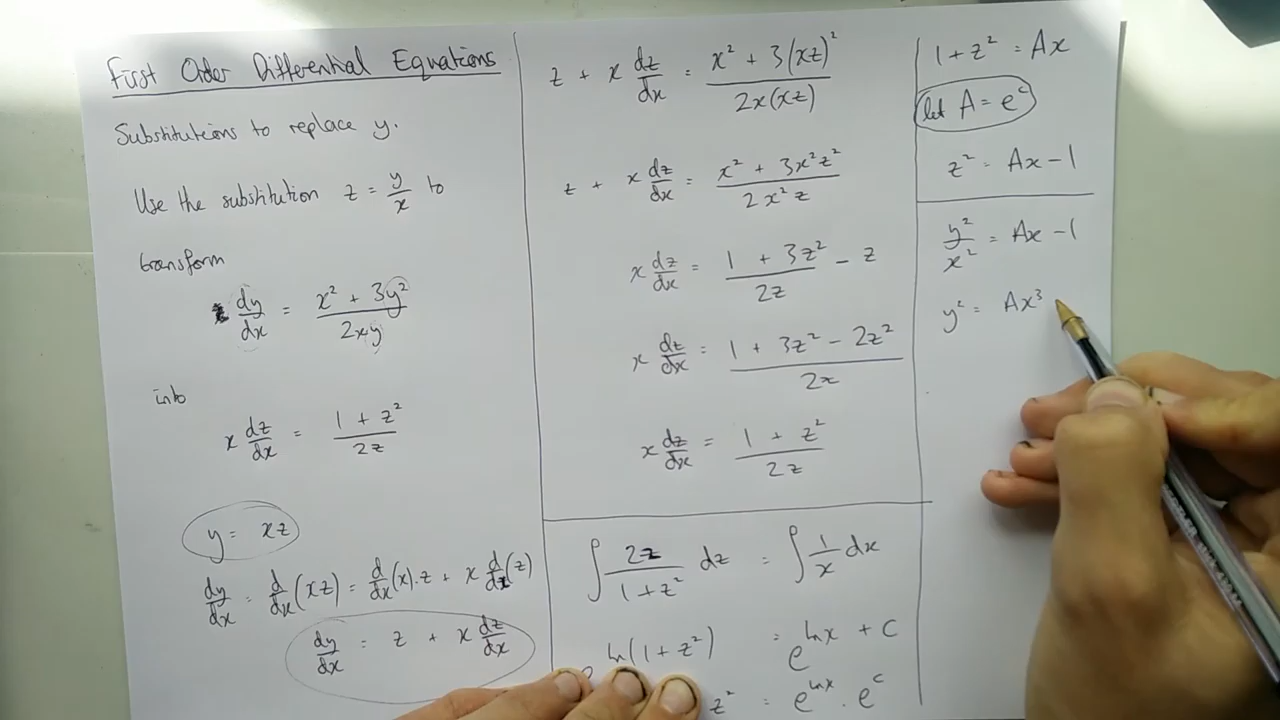 First Order Differential Equations
Substitutions to replace y.
Use the substitution z = y/x to
transform
dy/dx = (x² + 3y²)/(2xy)
into
x dz/dx = (1 + z²)/(2z)
y = xz
dy/dx = d/dx(xz) = d/dx(x).z + x d/dx(z)
dy/dx = z + x dz/dx
z + x dz/dx = (x² + 3(xz)²)/(2x(xz))
z + x dz/dx = (x² + 3x²z²)/(2x²z)
x dz/dx = (1 + 3z²)/(2z) - z
x dz/dx = (1 + 3z² - 2z²)/(2z)
x dz/dx = (1 + z²)/(2z)
∫ 2z/(1+z²) dz = ∫ 1/x dx
ln(1+z²) = e^(lnx + c)
z² = e^(lnx) . e^c
1 + z² = Ax
let A = e^c
z² = Ax - 1
y²/x² = Ax - 1
y² = Ax³